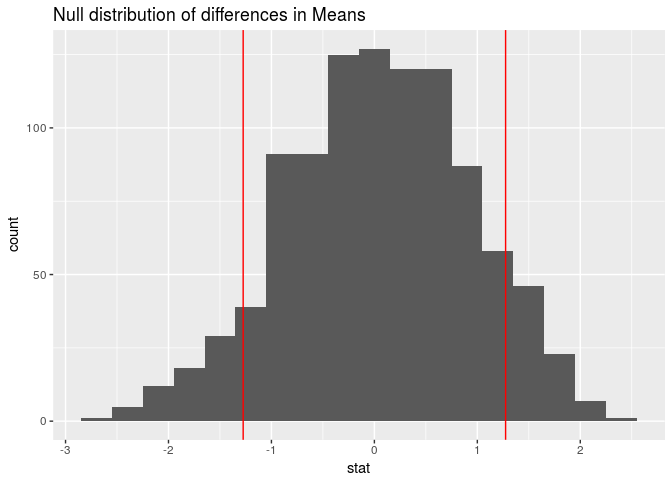 Null distribution of differences in Means
count
100
50
0
-3 -2 -1 0 1 2
stat